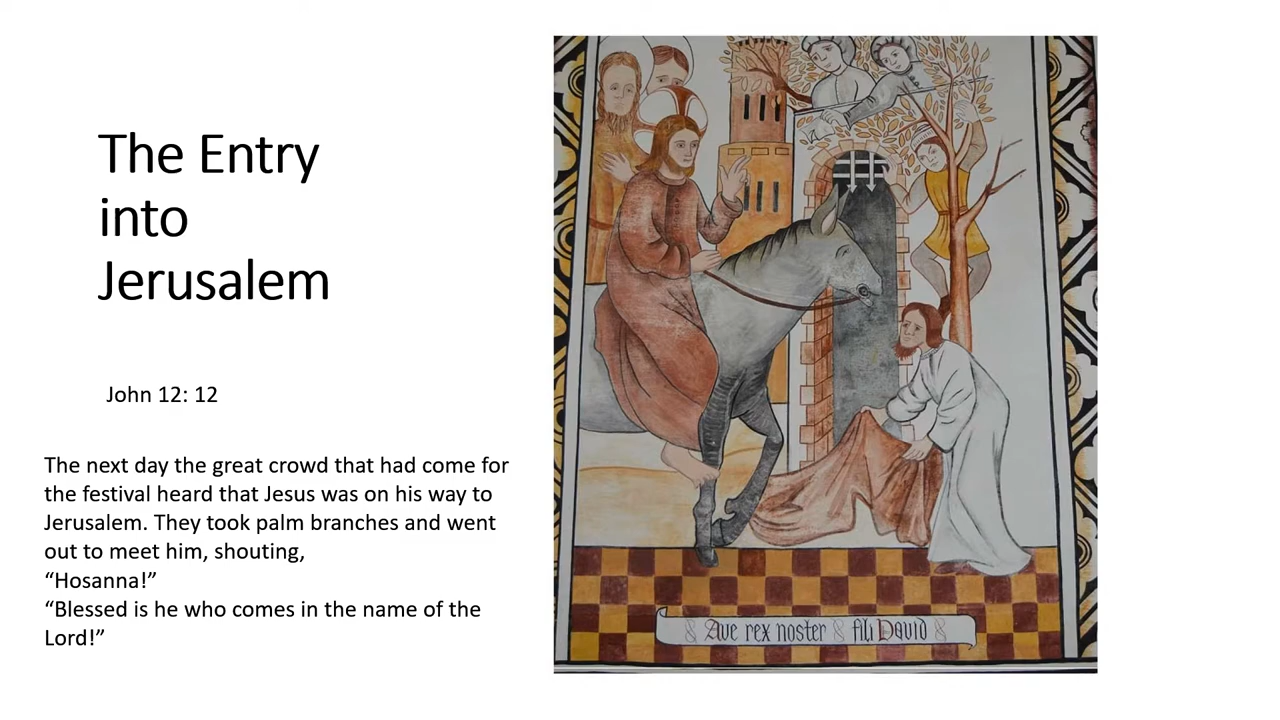 The Entry
into
Jerusalem
John 12: 12
The next day the great crowd that had come for
the festival heard that Jesus was on his way to
Jerusalem. They took palm branches and went
out to meet him, shouting,
“Hosanna!”
“Blessed is he who comes in the name of the
Lord!”
Ave rex noster fili David